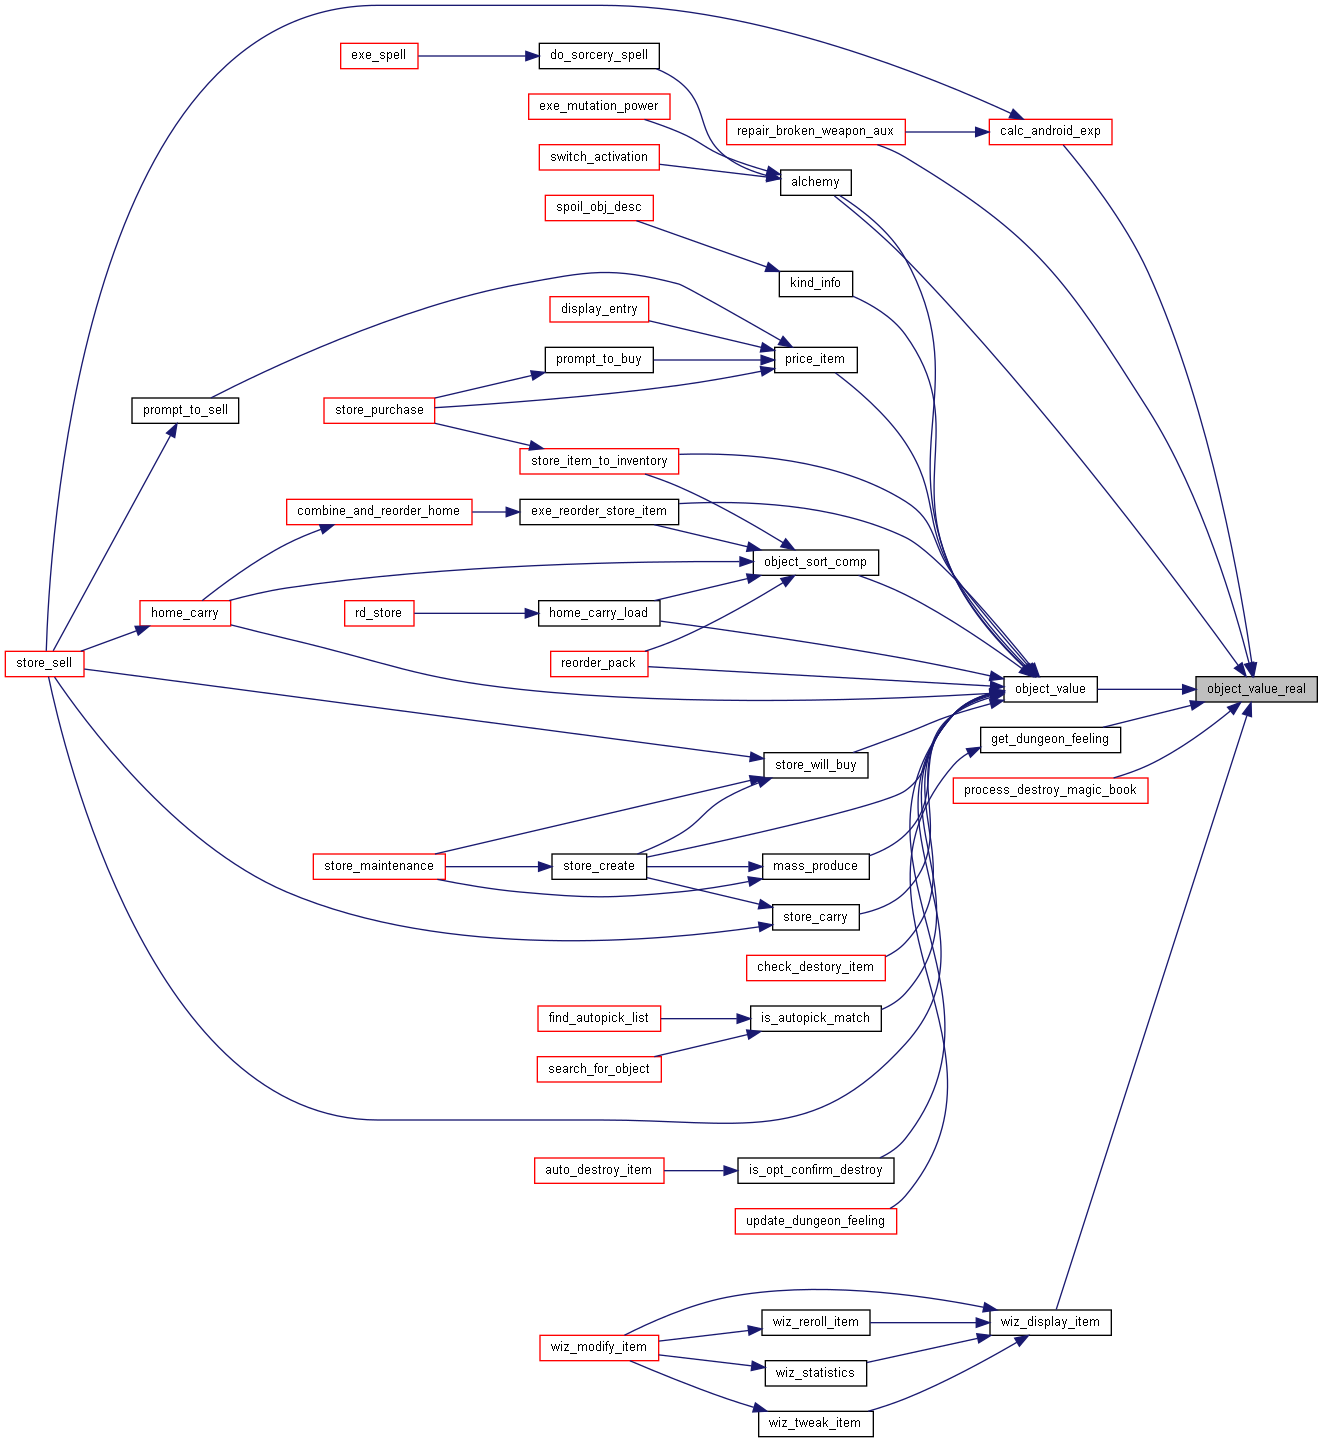 exe_spell
do_sorcery_spell
exe_mutation_power
repair_broken_weapon_aux
calc_android_exp
switch_activation
alchemy
spoil_obj_desc
kind_info
display_entry
prompt_to_buy
price_item
prompt_to_sell
store_purchase
store_item_to_inventory
combine_and_reorder_home
exe_reorder_store_item
object_sort_comp
home_carry
rd_store
home_carry_load
store_sell
reorder_pack
object_value
object_value_real
get_dungeon_feeling
store_will_buy
process_destroy_magic_book
store_maintenance
store_create
mass_produce
store_carry
check_destory_item
find_autopick_list
is_autopick_match
search_for_object
auto_destroy_item
is_opt_confirm_destroy
update_dungeon_feeling
wiz_reroll_item
wiz_display_item
wiz_modify_item
wiz_statistics
wiz_tweak_item